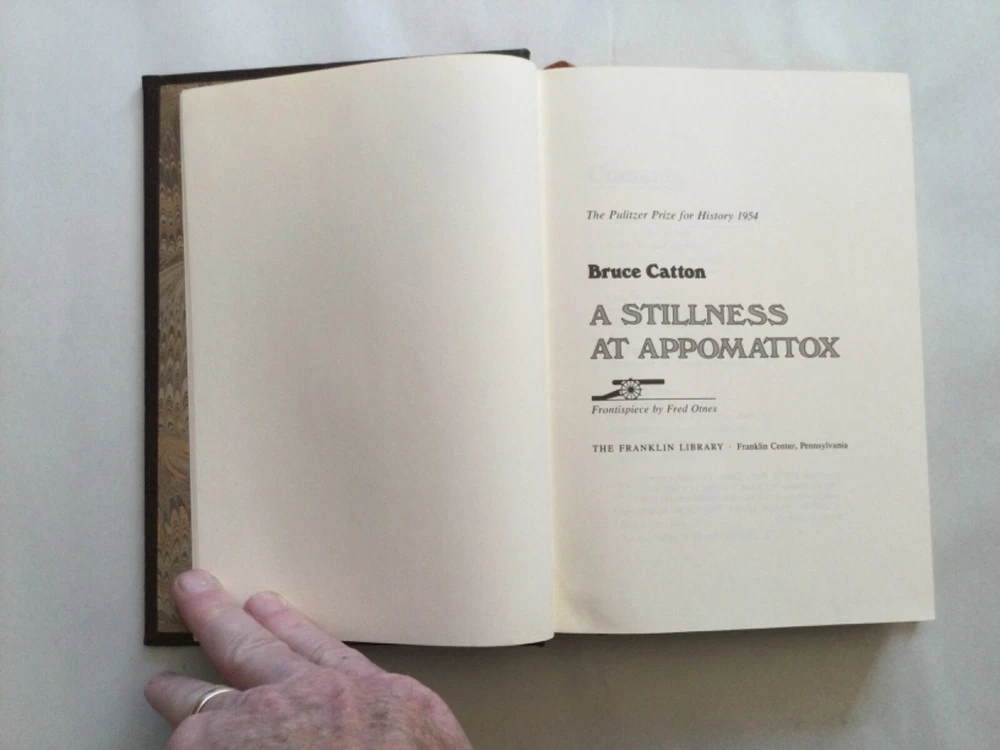 The Pulitzer Prize for History 1954
Bruce Catton
A STILLNESS
AT APPOMATTOX
Frontispiece by Fred Otnes
THE FRANKLIN LIBRARY · Franklin Center, Pennsylvania